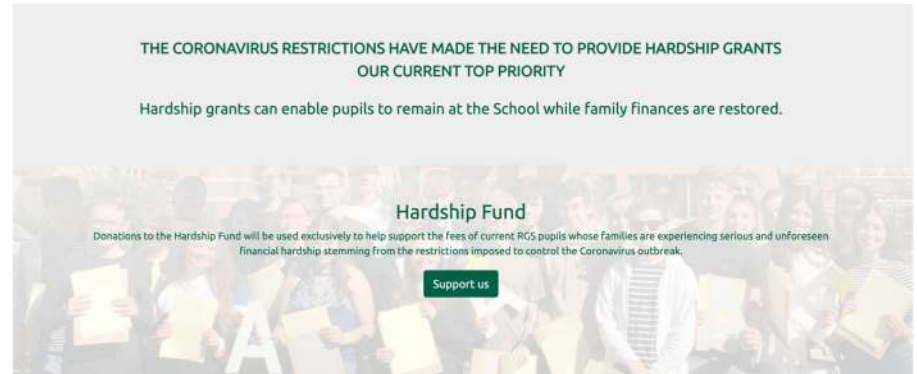 THE CORONAVIRUS RESTRICTIONS HAVE MADE THE NEED TO PROVIDE HARDSHIP GRANTS
OUR CURRENT TOP PRIORITY
Hardship grants can enable pupils to remain at the School while family finances are restored.
Hardship Fund
Donations to the Hardship Fund will be used exclusively to help support the fees of current RGS pupils whose families are experiencing serious and unforeseen
financial hardship stemming from the restrictions imposed to control the Coronavirus outbreak.
Support us
A